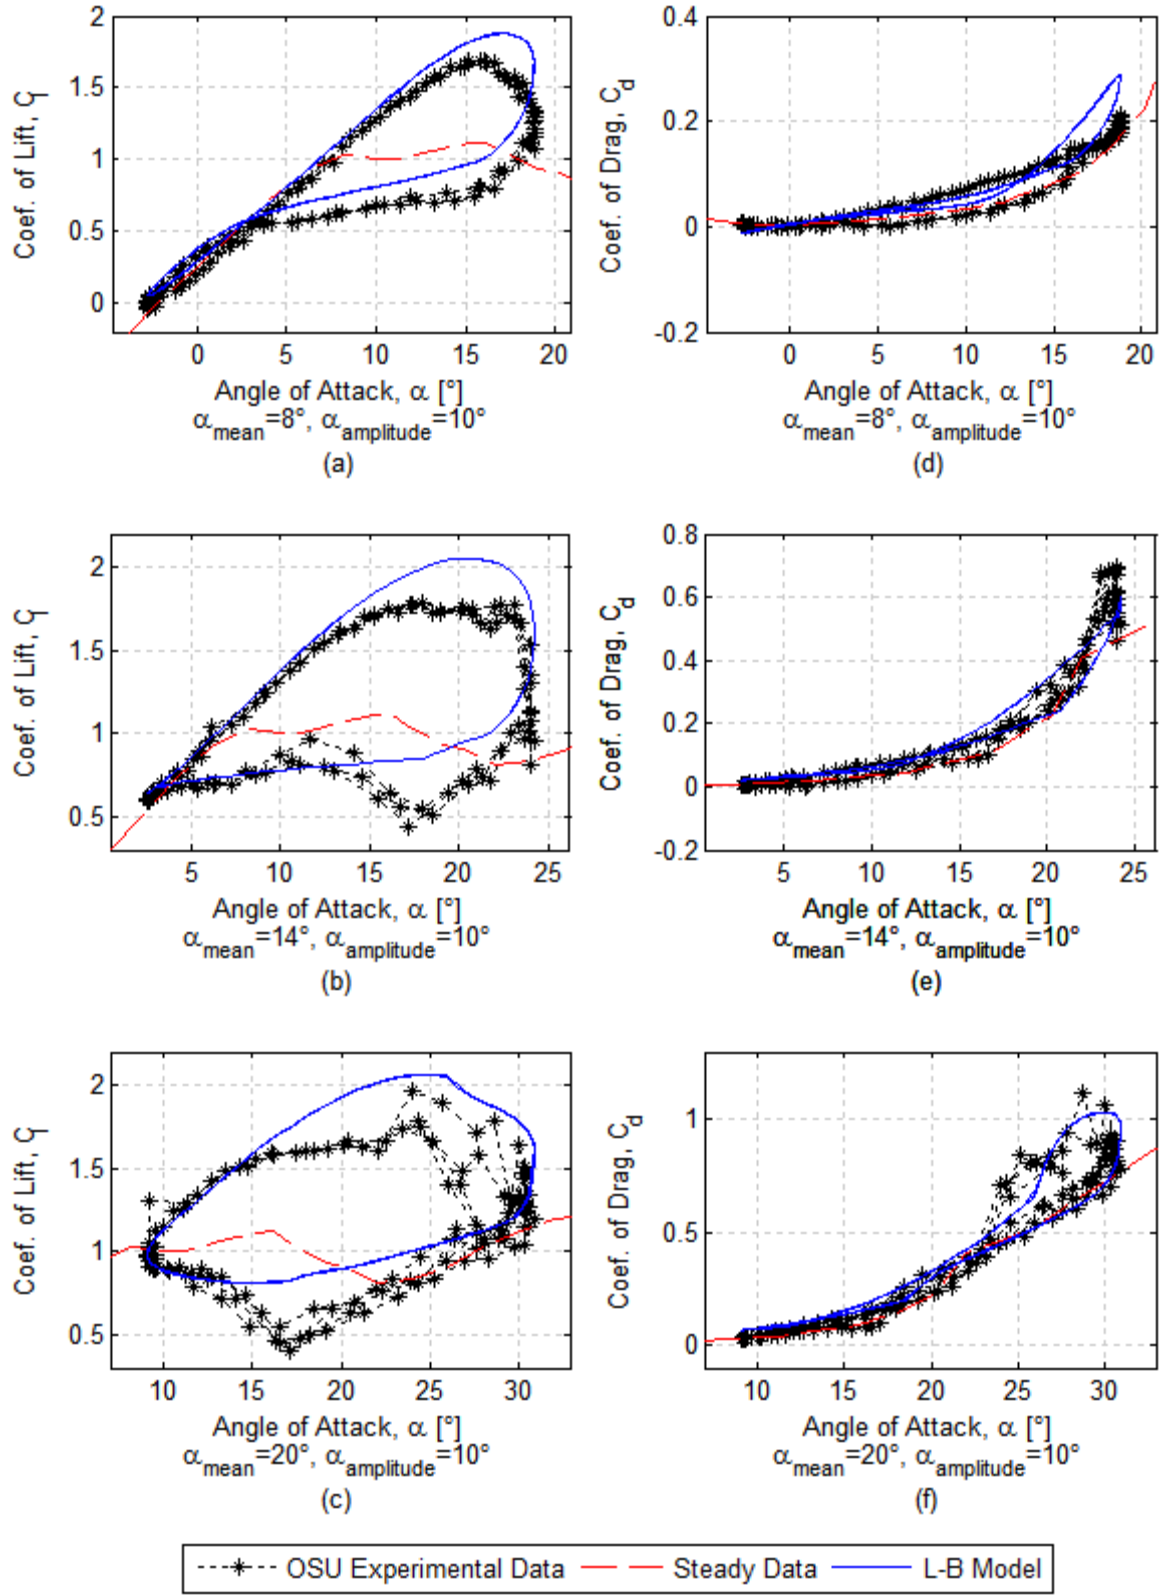 2
1.5
1
0.5
0
Coef. of Lift, Cl
0 5 10 15 20
Angle of Attack, α [°]
αmean=8°, αamplitude=10°
(a)
0.4
0.2
0
-0.2
Coef. of Drag, Cd
0 5 10 15 20
Angle of Attack, α [°]
αmean=8°, αamplitude=10°
(d)
2
1.5
1
0.5
Coef. of Lift, Cl
5 10 15 20 25
Angle of Attack, α [°]
αmean=14°, αamplitude=10°
(b)
0.8
0.6
0.4
0.2
0
-0.2
Coef. of Drag, Cd
5 10 15 20 25
Angle of Attack, α [°]
αmean=14°, αamplitude=10°
(e)
2
1.5
1
0.5
Coef. of Lift, Cl
10 15 20 25 30
Angle of Attack, α [°]
αmean=20°, αamplitude=10°
(c)
1
0.5
0
Coef. of Drag, Cd
10 15 20 25 30
Angle of Attack, α [°]
αmean=20°, αamplitude=10°
(f)
OSU Experimental Data Steady Data L-B Model